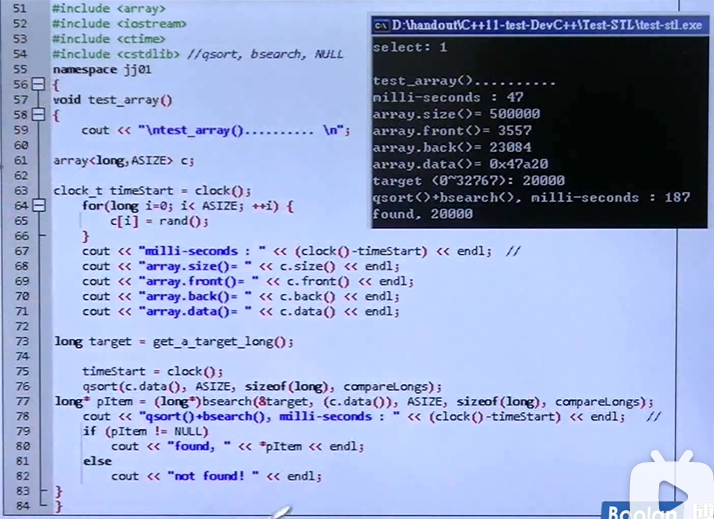 51 #include <array>
52 #include <iostream>
53 #include <ctime>
54 #include <cstdlib> //qsort, bsearch, NULL
55 namespace jj01
56 {
57 void test_array()
58 {
59 cout << "\ntest_array().......... \n";
60
61 array<long,ASIZE> c;
62
63 clock_t timeStart = clock();
64 for(long i=0; i< ASIZE; ++i) {
65 c[i] = rand();
66 }
67 cout << "milli-seconds : " << (clock()-timeStart) << endl; //
68 cout << "array.size()= " << c.size() << endl;
69 cout << "array.front()= " << c.front() << endl;
70 cout << "array.back()= " << c.back() << endl;
71 cout << "array.data()= " << c.data() << endl;
72
73 long target = get_a_target_long();
74
75 timeStart = clock();
76 qsort(c.data(), ASIZE, sizeof(long), compareLongs);
77 long* pItem = (long*)bsearch(&target, (c.data()), ASIZE, sizeof(long), compareLongs);
78 cout << "qsort()+bsearch(), milli-seconds : " << (clock()-timeStart) << endl; //
79 if (pItem != NULL)
80 cout << "found, " << *pItem << endl;
81 else
82 cout << "not found! " << endl;
83 }
84 }
D:\handout\C++11-test-DevC++\Test-STL\test-stl.exe
select: 1
test_array()..........
milli-seconds : 47
array.size()= 500000
array.front()= 3557
array.back()= 23084
array.data()= 0x47a20
target (0~32767): 20000
qsort()+bsearch(), milli-seconds : 187
found, 20000
Boolan